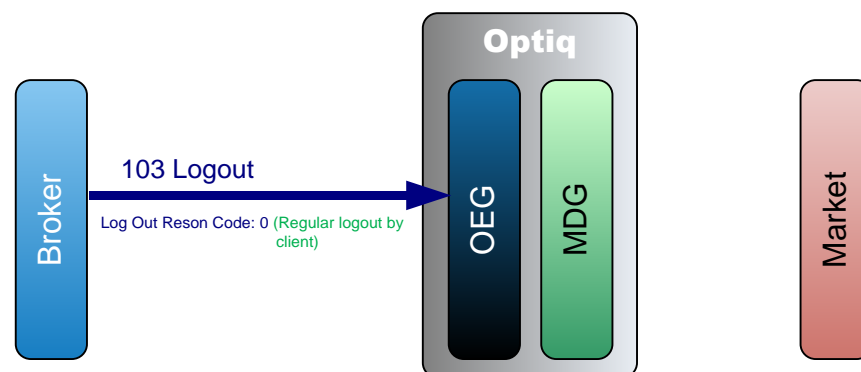 Optiq
Broker
103 Logout
Log Out Reson Code: 0 (Regular logout by
client)
OEG
MDG
Market